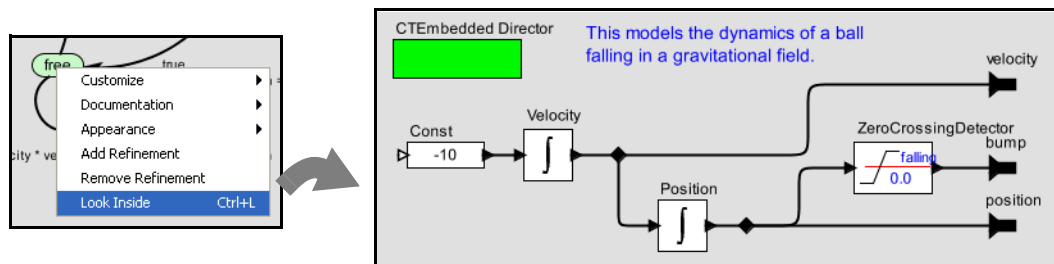 free
true
=
city * ve
Customize
Documentation
Appearance
Add Refinement
Remove Refinement
Look Inside Ctrl+L
CTEmbedded Director
This models the dynamics of a ball
falling in a gravitational field.
velocity
Const
-10
Velocity
∫
ZeroCrossingDetector
falling
0.0
bump
Position
∫
position